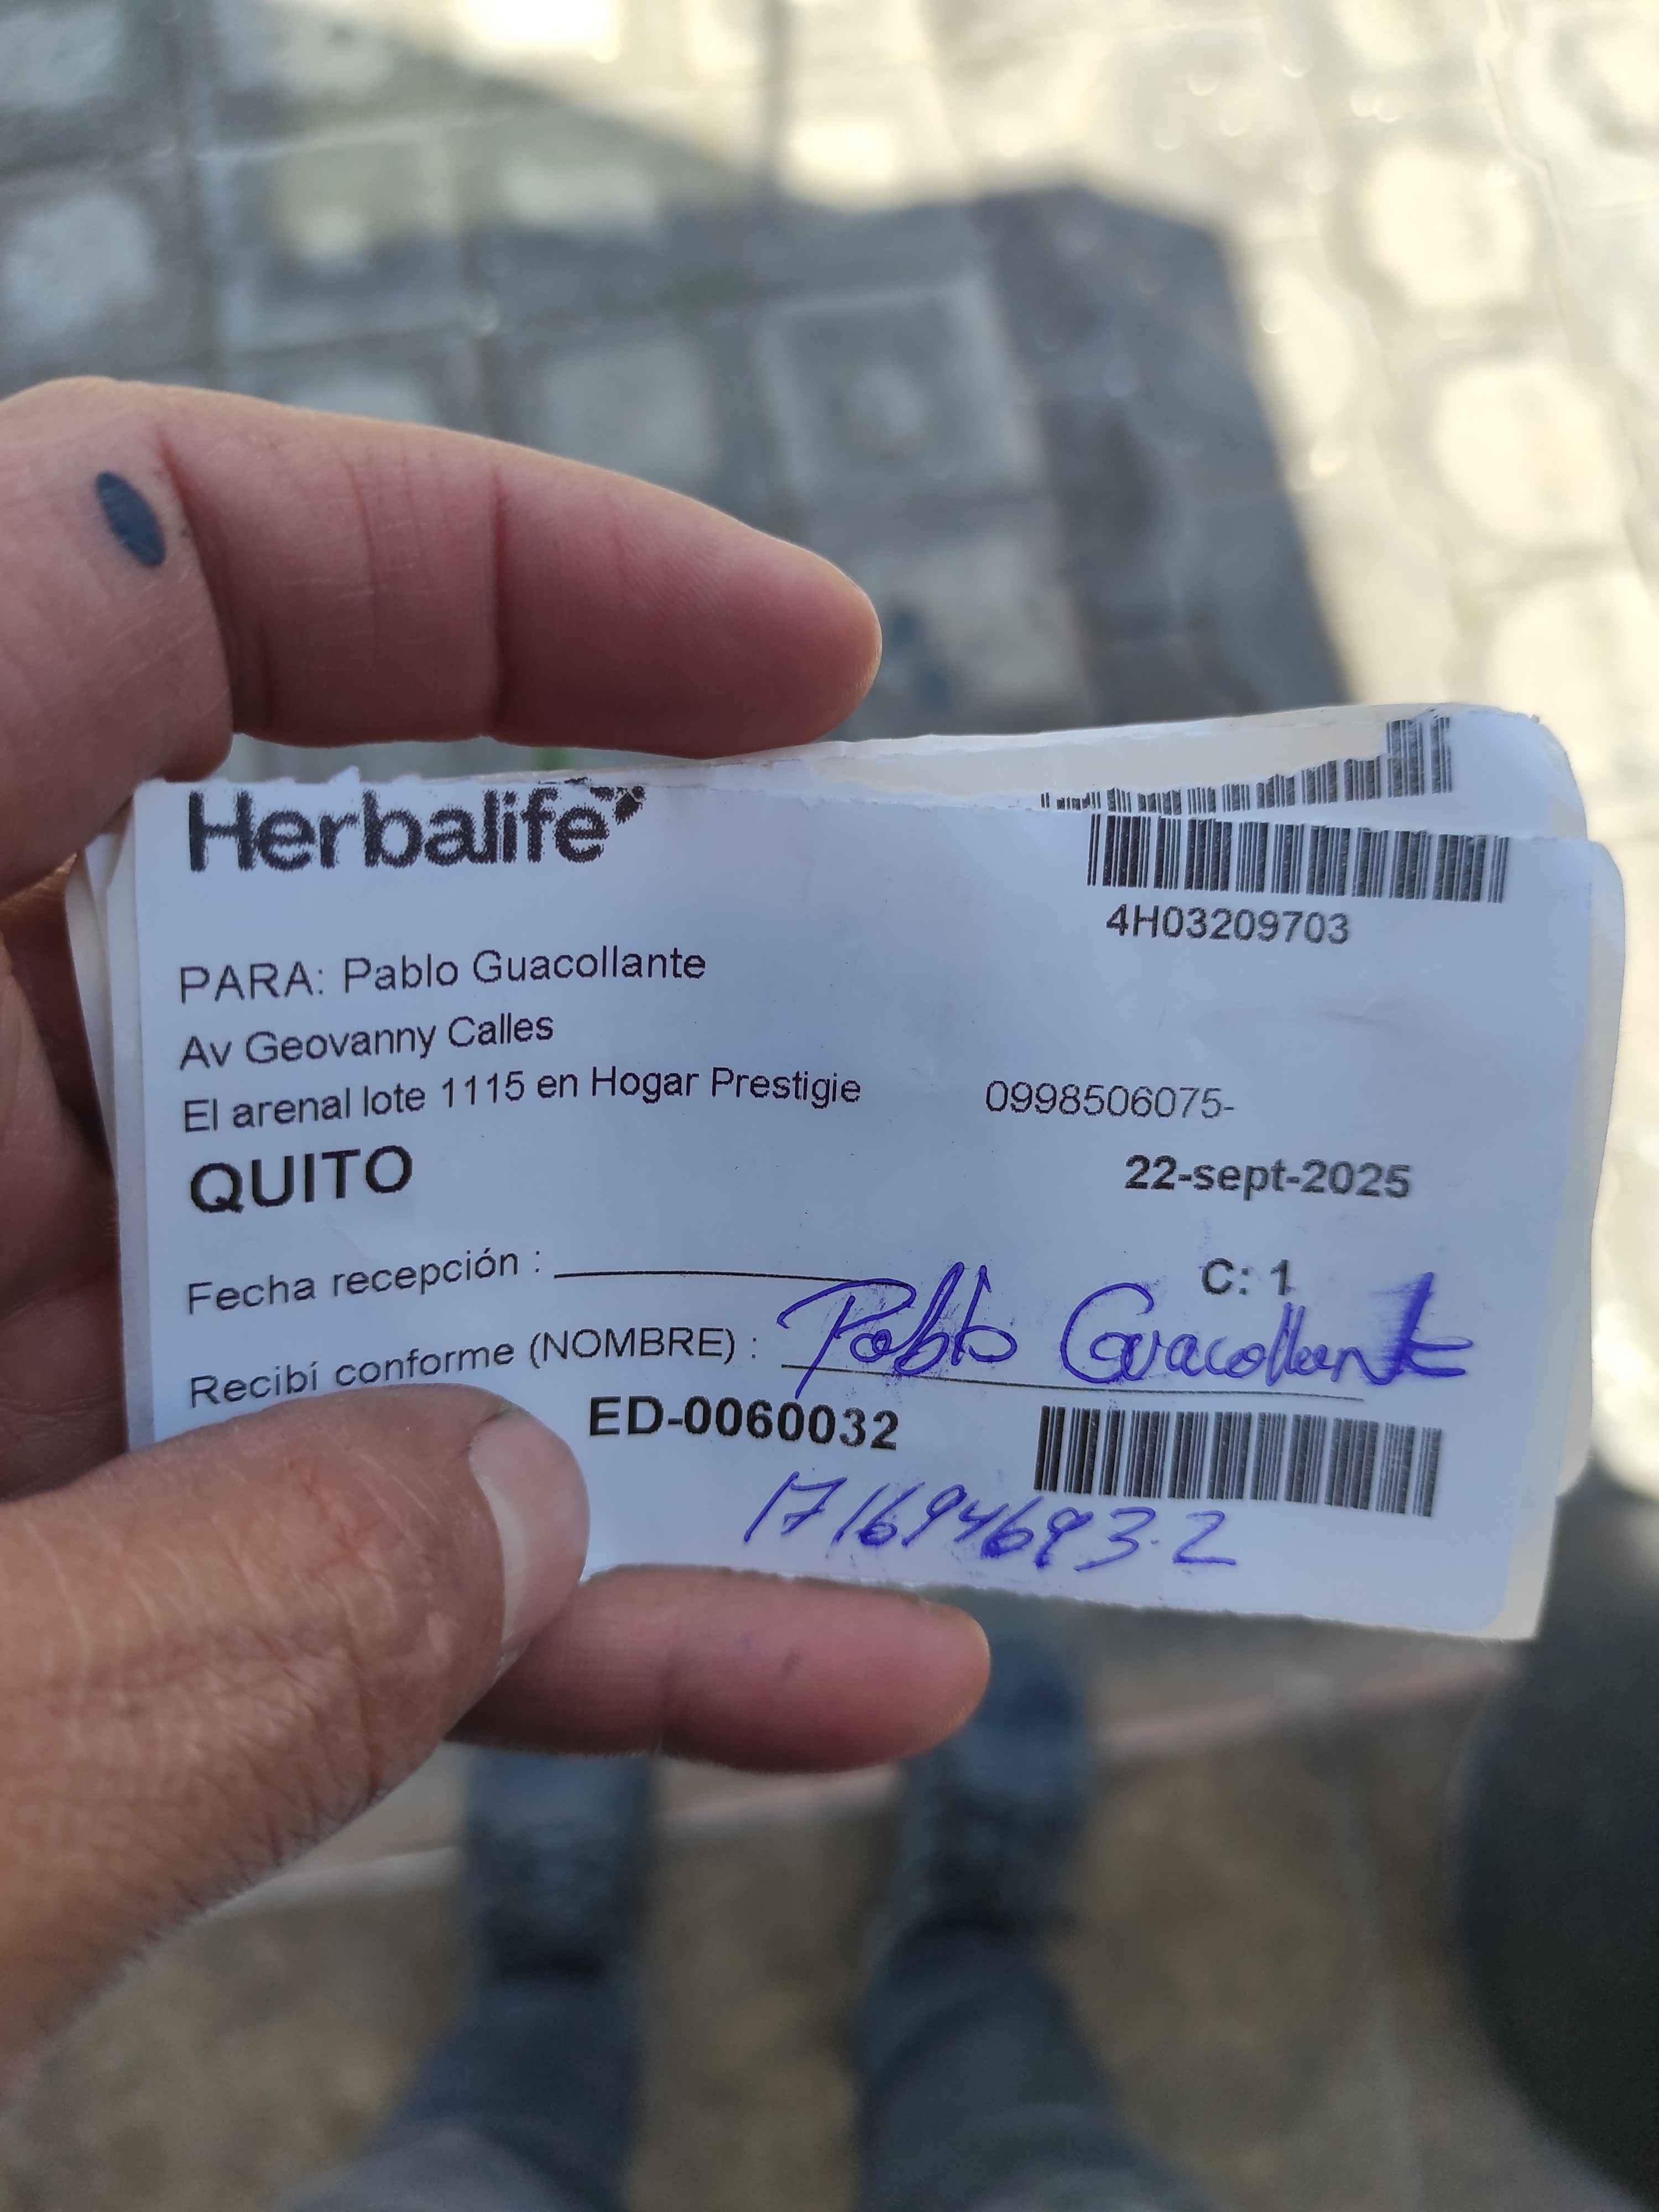 Herbalife
4H03209703
PARA: Pablo Guacollante
Av Geovanny Calles
El arenal lote 1115 en Hogar Prestigie 0998506075-
QUITO 22-sept-2025
Fecha recepción : C: 1
Recibí conforme (NOMBRE) : Pablo Guacollante
ED-0060032